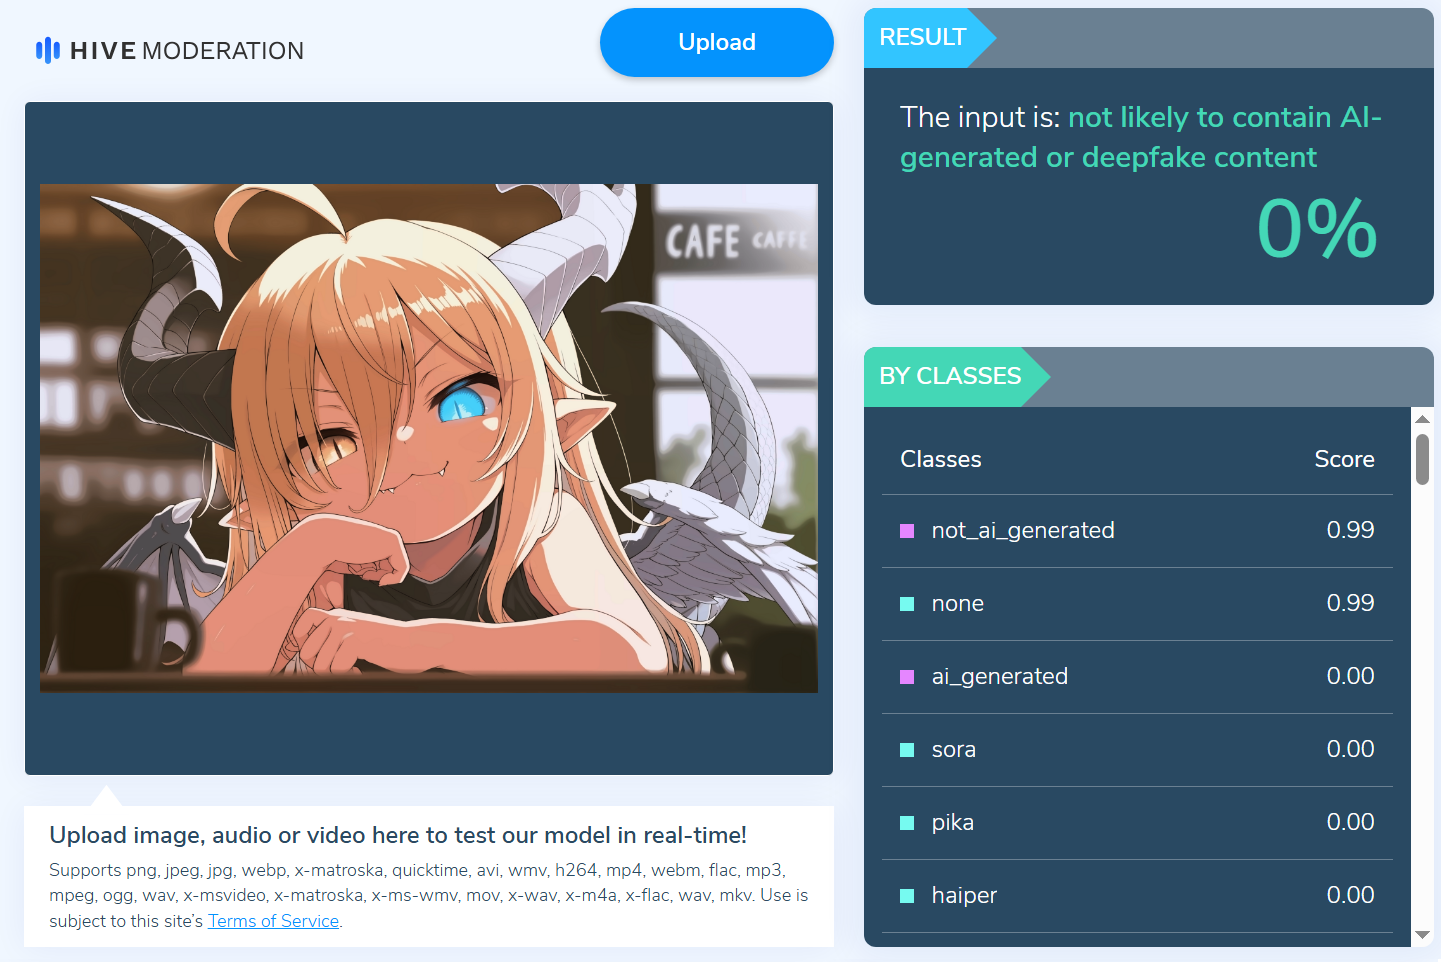 HIVE MODERATION
Upload
CAFE CAFFE
Upload image, audio or video here to test our model in real-time!
Supports png, jpeg, jpg, webp, x-matroska, quicktime, avi, wmv, h264, mp4, webm, flac, mp3,
mpeg, ogg, wav, x-msvideo, x-matroska, x-ms-wmv, mov, x-wav, x-m4a, x-flac, wav, mkv. Use is
subject to this site's Terms of Service.
RESULT
The input is: not likely to contain AI-
generated or deepfake content
0%
BY CLASSES
Classes Score
not_ai_generated 0.99
none 0.99
ai_generated 0.00
sora 0.00
pika 0.00
haiper 0.00